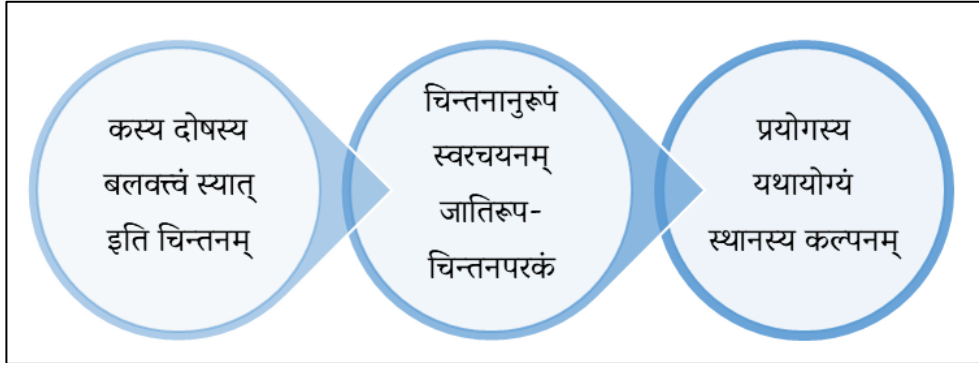 कस्य दोषस्य
बलवत्त्वं स्यात्
इति चिन्तनम्
चिन्तनानुरूपं
स्वरचयनम्
जातिरूप-
चिन्तनपरकं
प्रयोगस्य
यथायोग्यं
स्थानस्य कल्पनम्